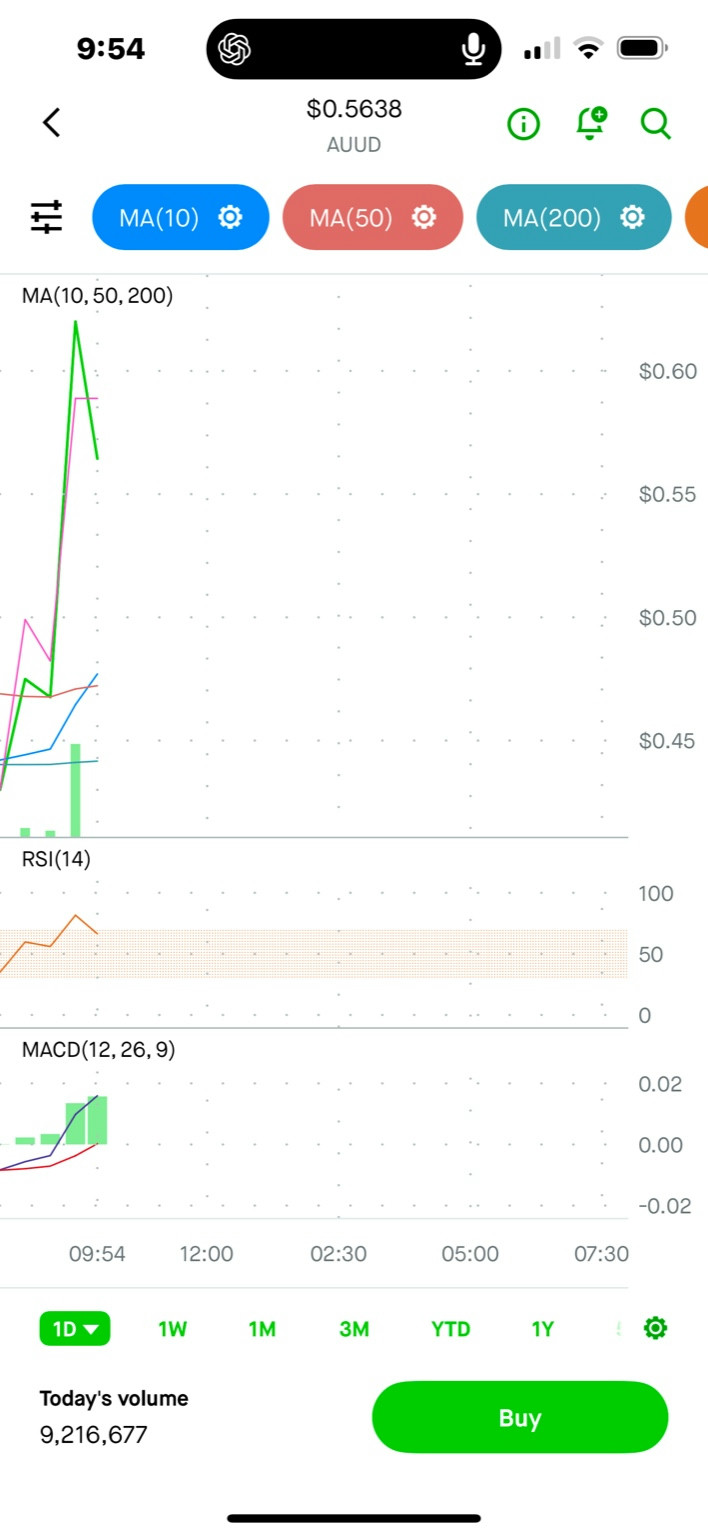 9:54
$0.5638
AUUD
MA(10) MA(50) MA(200)
MA(10,50,200)
$0.60
$0.55
$0.50
$0.45
RSI(14)
100
50
0
MACD(12,26,9)
0.02
0.00
-0.02
09:54 12:00 02:30 05:00 07:30
1D 1W 1M 3M YTD 1Y
Today's volume
9,216,677
Buy